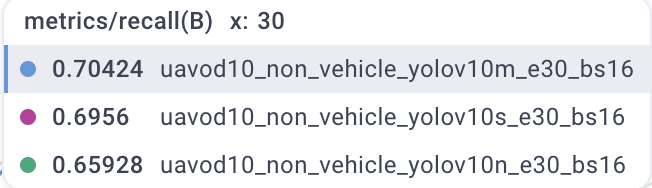 metrics/recall(B) x: 30
0.70424 uavod10_non_vehicle_yolov10m_e30_bs16
0.6956 uavod10_non_vehicle_yolov10s_e30_bs16
0.65928 uavod10_non_vehicle_yolov10n_e30_bs16